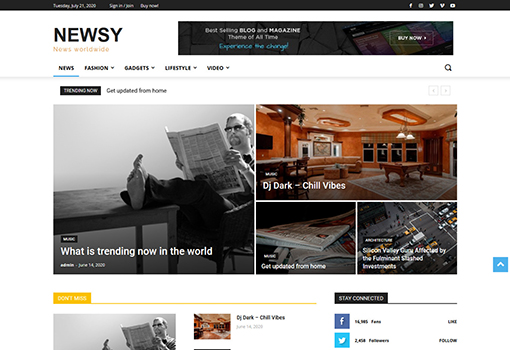 Tuesday, July 21, 2020 Sign in / Join Buy now!
NEWSY
News worldwide
Best Selling BLOG and MAGAZINE
Theme of All Time
Experience the change!
BUY NOW
NEWS FASHION GADGETS LIFESTYLE VIDEO
TRENDING NOW Get updated from home
MUSIC
What is trending now in the world
admin - June 14, 2020
MUSIC
Dj Dark – Chill Vibes
MUSIC
Get updated from home
ARCHITECTURE
Silicon Valley Guru Affected by
the Fulminant Slashed
Investments
DON'T MISS
Dj Dark – Chill Vibes
June 14, 2020
STAY CONNECTED
16,985 Fans LIKE
2,458 Followers FOLLOW